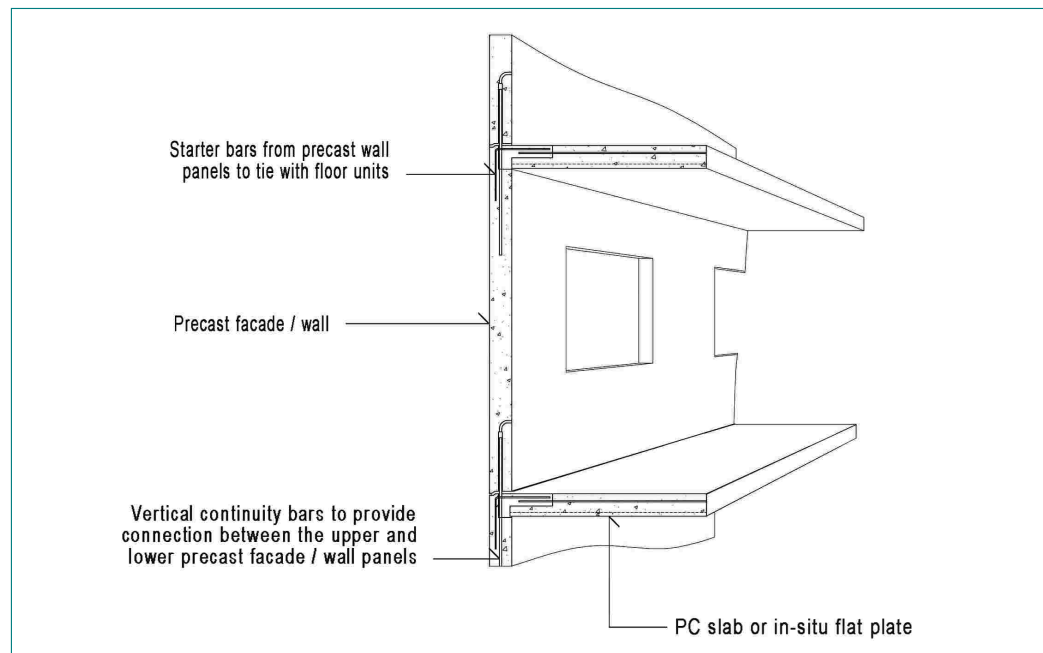 Starter bars from precast wall
panels to tie with floor units
Precast facade / wall
Vertical continuity bars to provide
connection between the upper and
lower precast facade / wall panels
PC slab or in-situ flat plate